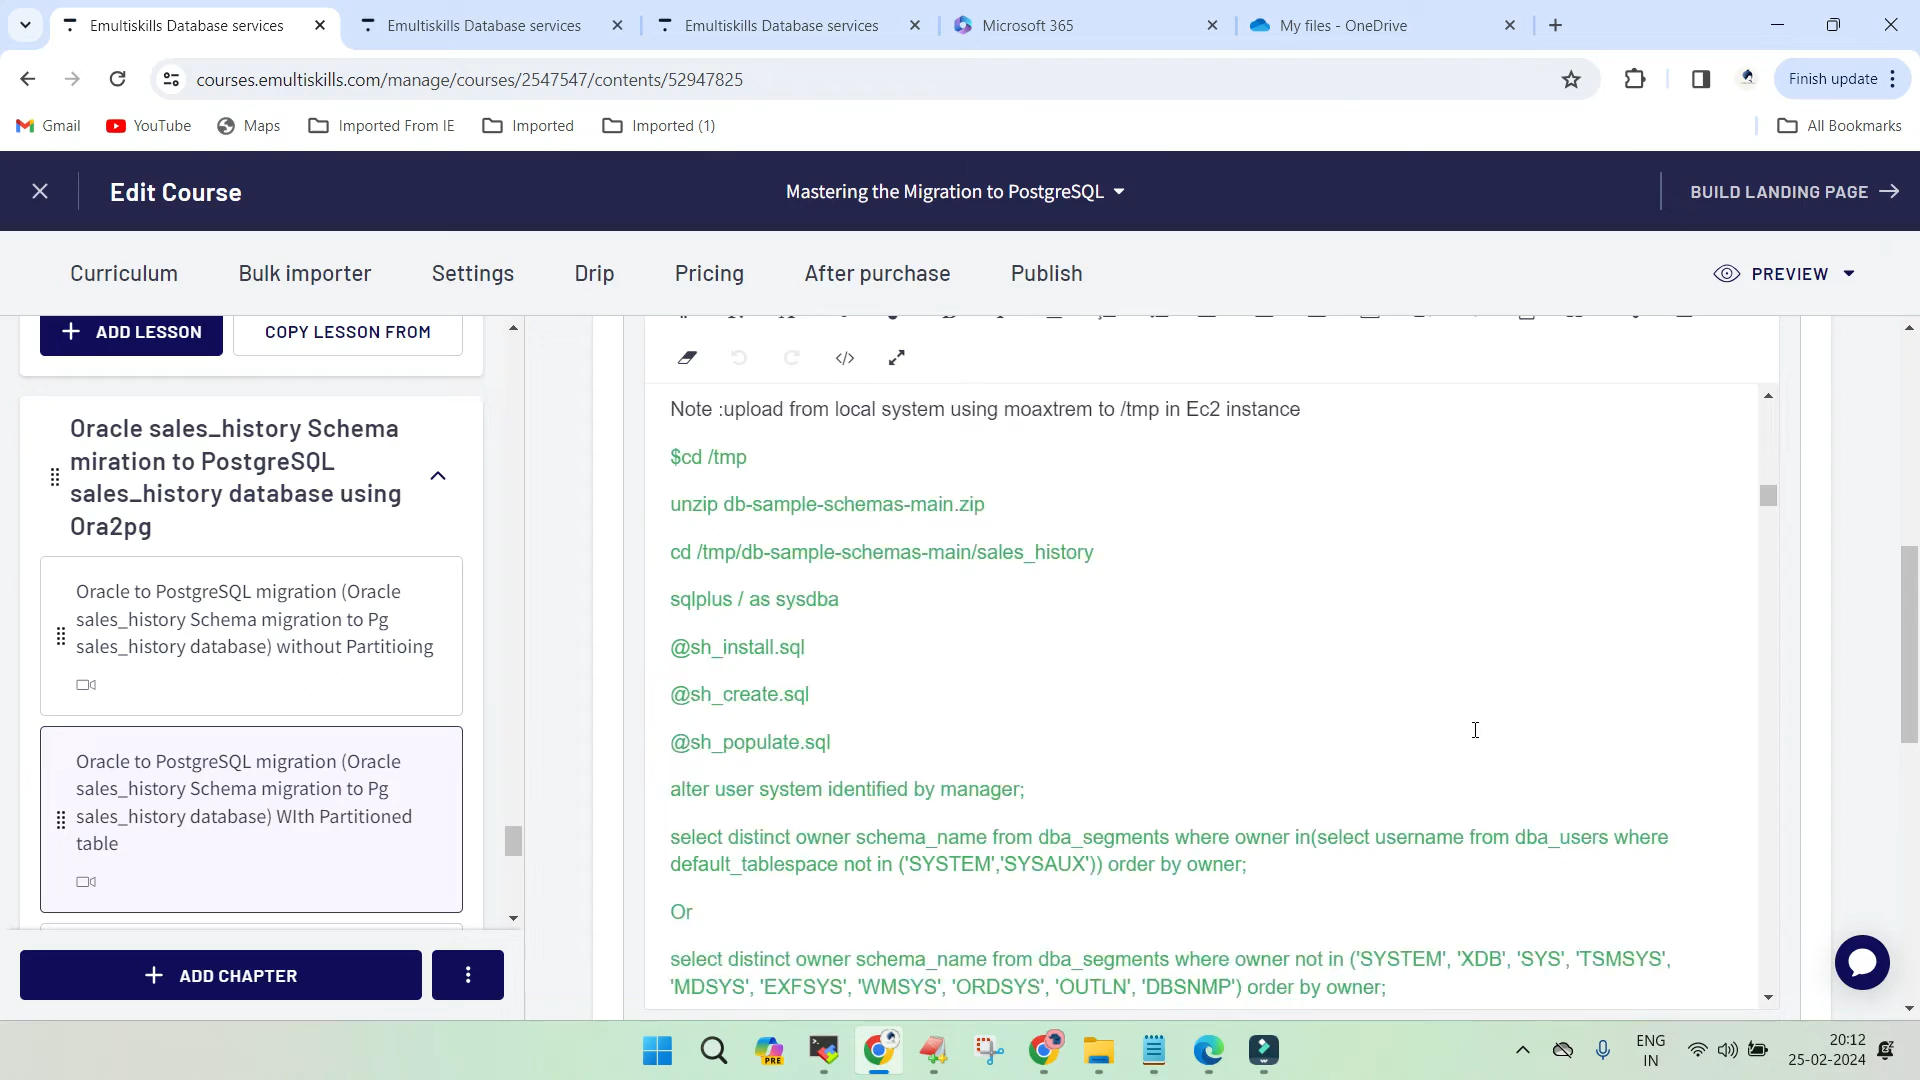 Emultiskills Database services
Emultiskills Database services
Emultiskills Database services
Microsoft 365
My files - OneDrive
courses.emultiskills.com/manage/courses/2547547/contents/52947825
Finish update
Gmail
YouTube
Maps
Imported From IE
Imported
Imported (1)
All Bookmarks
Edit Course
Mastering the Migration to PostgreSQL
BUILD LANDING PAGE
Curriculum
Bulk importer
Settings
Drip
Pricing
After purchase
Publish
PREVIEW
ADD LESSON
COPY LESSON FROM
Oracle sales_history Schema
miration to PostgreSQL
sales_history database using
Ora2pg
Oracle to PostgreSQL migration (Oracle
sales_history Schema migration to Pg
sales_history database) without Partitioing
Oracle to PostgreSQL migration (Oracle
sales_history Schema migration to Pg
sales_history database) WIth Partitioned
table
ADD CHAPTER
Note :upload from local system using moaxtrem to /tmp in Ec2 instance
$cd /tmp
unzip db-sample-schemas-main.zip
cd /tmp/db-sample-schemas-main/sales_history
sqlplus / as sysdba
@sh_install.sql
@sh_create.sql
@sh_populate.sql
alter user system identified by manager;
select distinct owner schema_name from dba_segments where owner in(select username from dba_users where
default_tablespace not in ('SYSTEM','SYSAUX')) order by owner;
Or
select distinct owner schema_name from dba_segments where owner not in ('SYSTEM', 'XDB', 'SYS', 'TSMSYS',
'MDSYS', 'EXFSYS', 'WMSYS', 'ORDSYS', 'OUTLN', 'DBSNMP') order by owner;
PRE
ENG
IN
20:12
25-02-2024